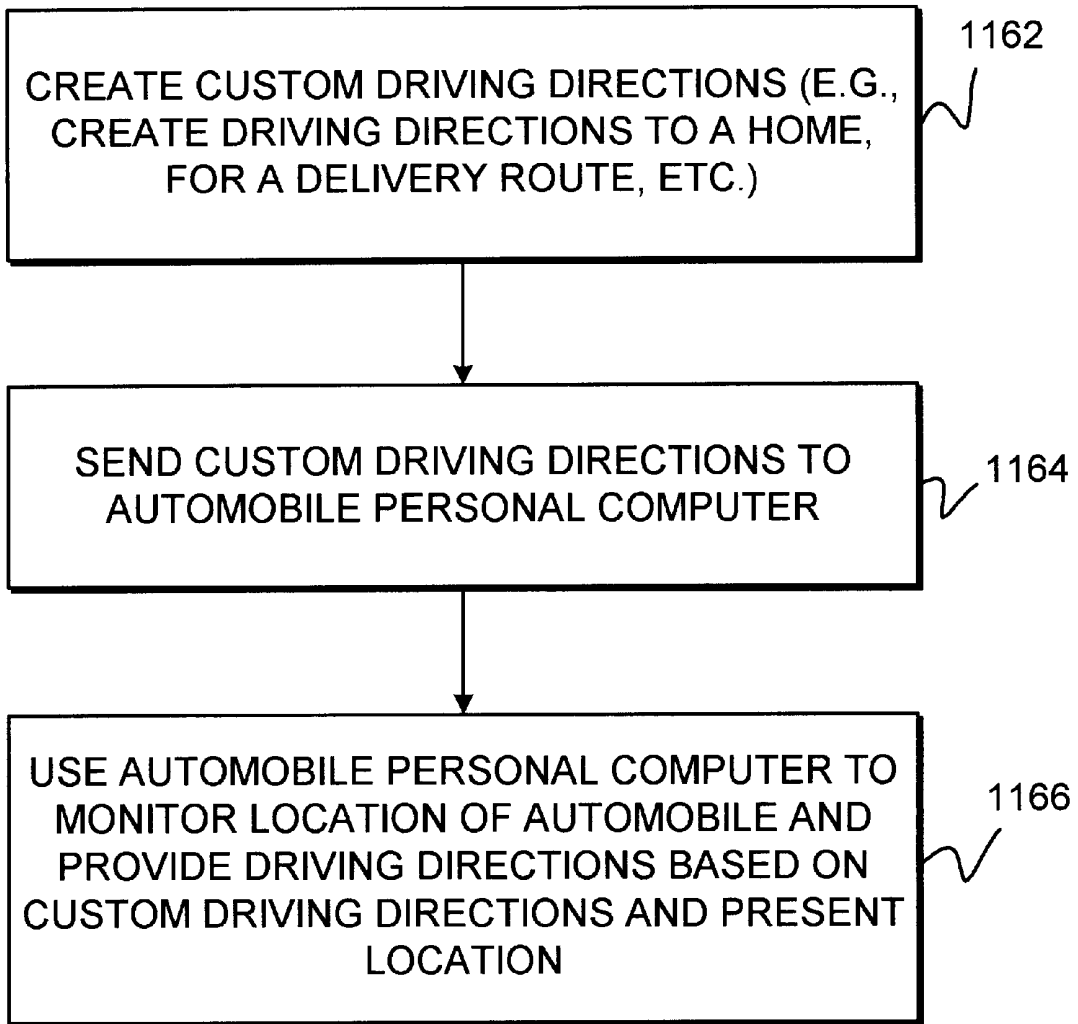 1162
CREATE CUSTOM DRIVING DIRECTIONS (E.G.,
CREATE DRIVING DIRECTIONS TO A HOME,
FOR A DELIVERY ROUTE, ETC.)
SEND CUSTOM DRIVING DIRECTIONS TO
AUTOMOBILE PERSONAL COMPUTER
1164
USE AUTOMOBILE PERSONAL COMPUTER TO
MONITOR LOCATION OF AUTOMOBILE AND
PROVIDE DRIVING DIRECTIONS BASED ON
CUSTOM DRIVING DIRECTIONS AND PRESENT
LOCATION
1166